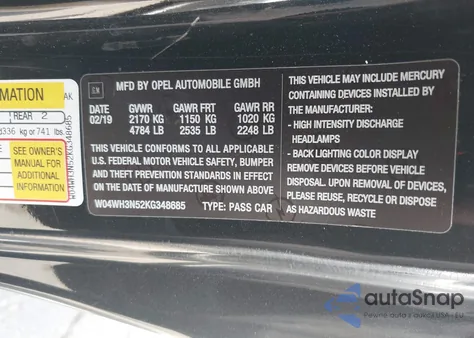 MATION
AK
REAR 2
336 kg or 741 lbs.
SEE OWNER'S
MANUAL FOR
ADDITIONAL
INFORMATION
W04WH3N52KG348685
GM
MFD BY OPEL AUTOMOBILE GMBH
02/19 GVWR GAWR FRT GAWR RR
2170 KG 1150 KG 1020 KG
4784 LB 2535 LB 2248 LB
THIS VEHICLE CONFORMS TO ALL APPLICABLE
U.S. FEDERAL MOTOR VEHICLE SAFETY, BUMPER
AND THEFT PREVENTION STANDARDS IN EFFECT
ON THE DATE OF MANUFACTURE SHOWN ABOVE
W04WH3N52KG348685 TYPE: PASS CAR
THIS VEHICLE MAY INCLUDE MERCURY
CONTAINING DEVICES INSTALLED BY
THE MANUFACTURER:
- HIGH INTENSITY DISCHARGE
HEADLAMPS
- BACK LIGHTING COLOR DISPLAY
REMOVE DEVICES BEFORE VEHICLE
DISPOSAL. UPON REMOVAL OF DEVICES
PLEASE REUSE, RECYCLE OR DISPOSE
AS HAZARDOUS WASTE
autoSnap